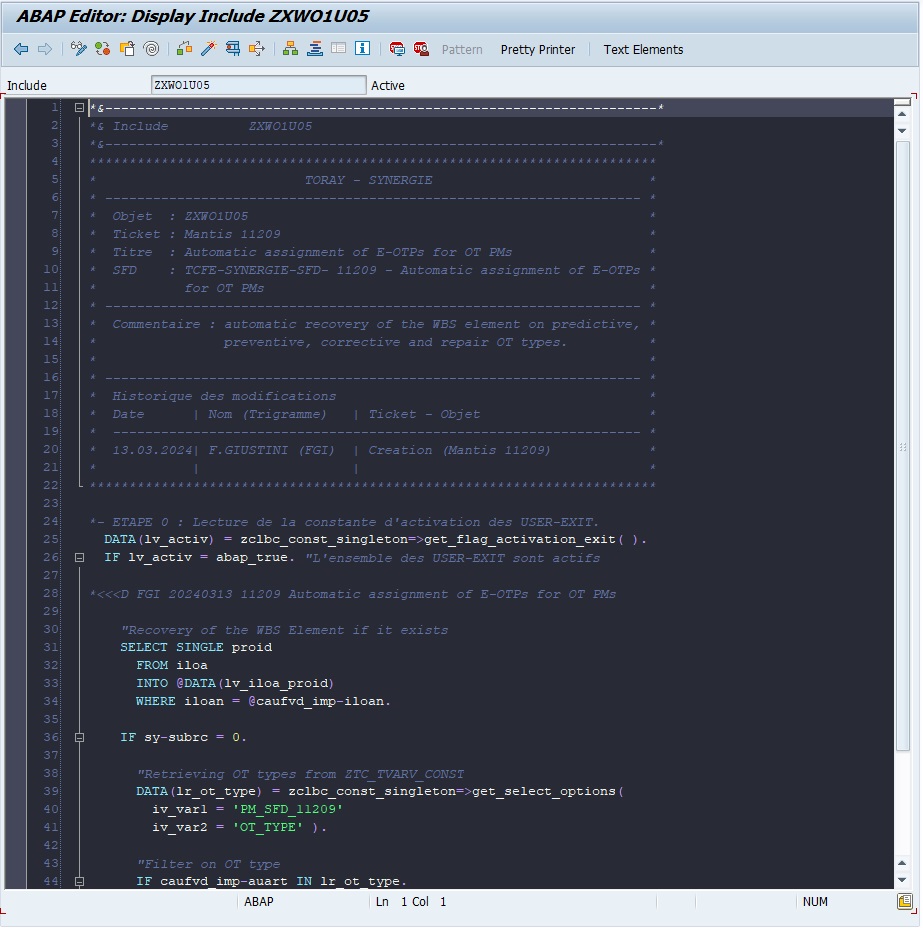 ABAP Editor: Display Include ZXWO1U05
Pattern Pretty Printer Text Elements
Include ZXWO1U05 Active
1 *&---------------------------------------------------------------------*
2 *& Include          ZXWO1U05
3 *&---------------------------------------------------------------------*
4 ***********************************************************************
5 *                          TORAY - SYNERGIE                           *
6 * ------------------------------------------------------------------- *
7 *  Objet  : ZXWO1U05                                                  *
8 *  Ticket : Mantis 11209                                              *
9 *  Titre  : Automatic assignment of E-OTPs for OT PMs                 *
10 *  SFD    : TCFE-SYNERGIE-SFD- 11209 - Automatic assignment of E-OTPs *
11 *           for OT PMs                                                *
12 * ------------------------------------------------------------------- *
13 *  Commentaire : automatic recovery of the WBS element on predictive, *
14 *                preventive, corrective and repair OT types.          *
15 *                                                                     *
16 * ------------------------------------------------------------------- *
17 *  Historique des modifications                                       *
18 *  Date      | Nom (Trigramme)   | Ticket - Objet                     *
19 *  ------------------------------------------------------------------ *
20 *  13.03.2024| F.GIUSTINI (FGI)  | Creation (Mantis 11209)            *
21 *            |                   |                                    *
22 ***********************************************************************
23
24 *- ETAPE 0 : Lecture de la constante d'activation des USER-EXIT.
25   DATA(lv_activ) = zclbc_const_singleton=>get_flag_activation_exit( ).
26   IF lv_activ = abap_true. "L'ensemble des USER-EXIT sont actifs
27
28 *<<<D FGI 20240313 11209 Automatic assignment of E-OTPs for OT PMs
29
30     "Recovery of the WBS Element if it exists
31     SELECT SINGLE proid
32       FROM iloa
33       INTO @DATA(lv_iloa_proid)
34       WHERE iloan = @caufvd_imp-iloan.
35
36     IF sy-subrc = 0.
37
38       "Retrieving OT types from ZTC_TVARV_CONST
39       DATA(lr_ot_type) = zclbc_const_singleton=>get_select_options(
40         iv_var1 = 'PM_SFD_11209'
41         iv_var2 = 'OT_TYPE' ).
42
43       "Filter on OT type
44       IF caufvd_imp-auart IN lr_ot_type.
ABAP Ln 1 Col 1 NUM